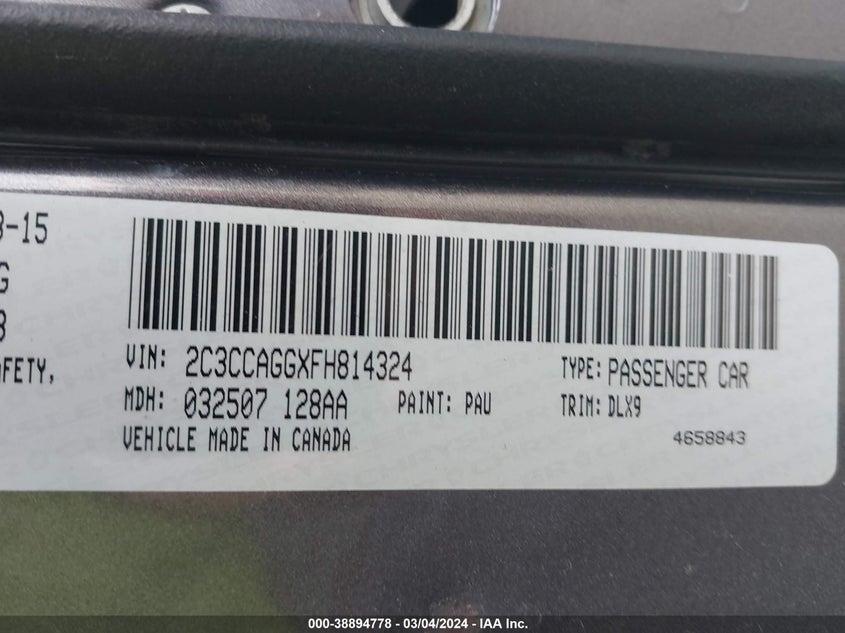 3-15
G
3
FETY,
VIN: 2C3CCAGGXFH814324 TYPE: PASSENGER CAR
MDH: 032507 128AA PAINT: PAU TRIM: DLX9
VEHICLE MADE IN CANADA 4658843
000-38894778 - 03/04/2024 - IAA Inc.